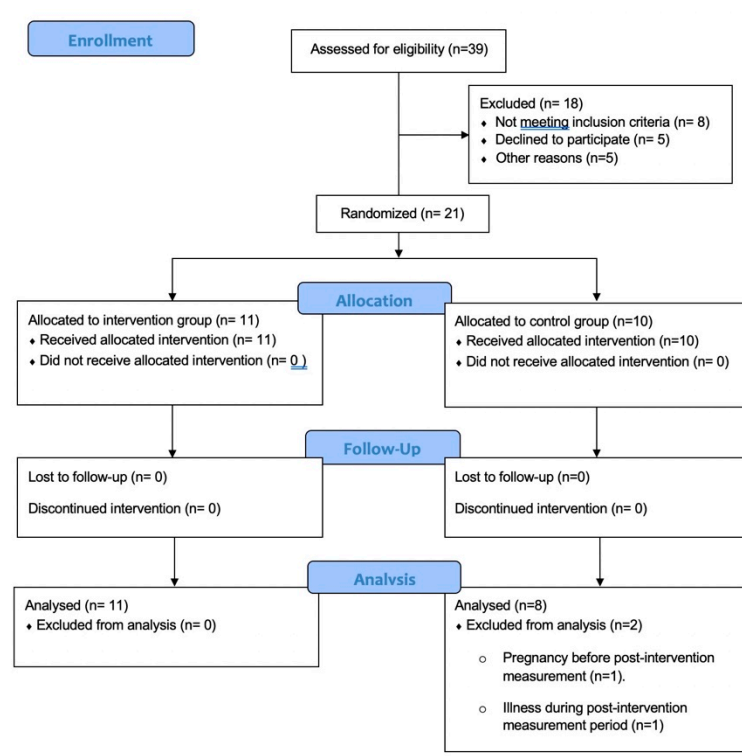 Enrollment
Assessed for eligibility (n=39)
Excluded (n= 18)
♦ Not meeting inclusion criteria (n= 8)
♦ Declined to participate (n= 5)
♦ Other reasons (n=5)
Randomized (n= 21)
Allocation
Allocated to intervention group (n= 11)
♦ Received allocated intervention (n= 11)
♦ Did not receive allocated intervention (n= 0 )
Allocated to control group (n=10)
♦ Received allocated intervention (n=10)
♦ Did not receive allocated intervention (n= 0)
Follow-Up
Lost to follow-up (n= 0)
Discontinued intervention (n= 0)
Lost to follow-up (n=0)
Discontinued intervention (n= 0)
Analysis
Analysed (n= 11)
♦ Excluded from analysis (n= 0)
Analysed (n=8)
♦ Excluded from analysis (n=2)
o Pregnancy before post-intervention
measurement (n=1).
o Illness during post-intervention
measurement period (n=1)